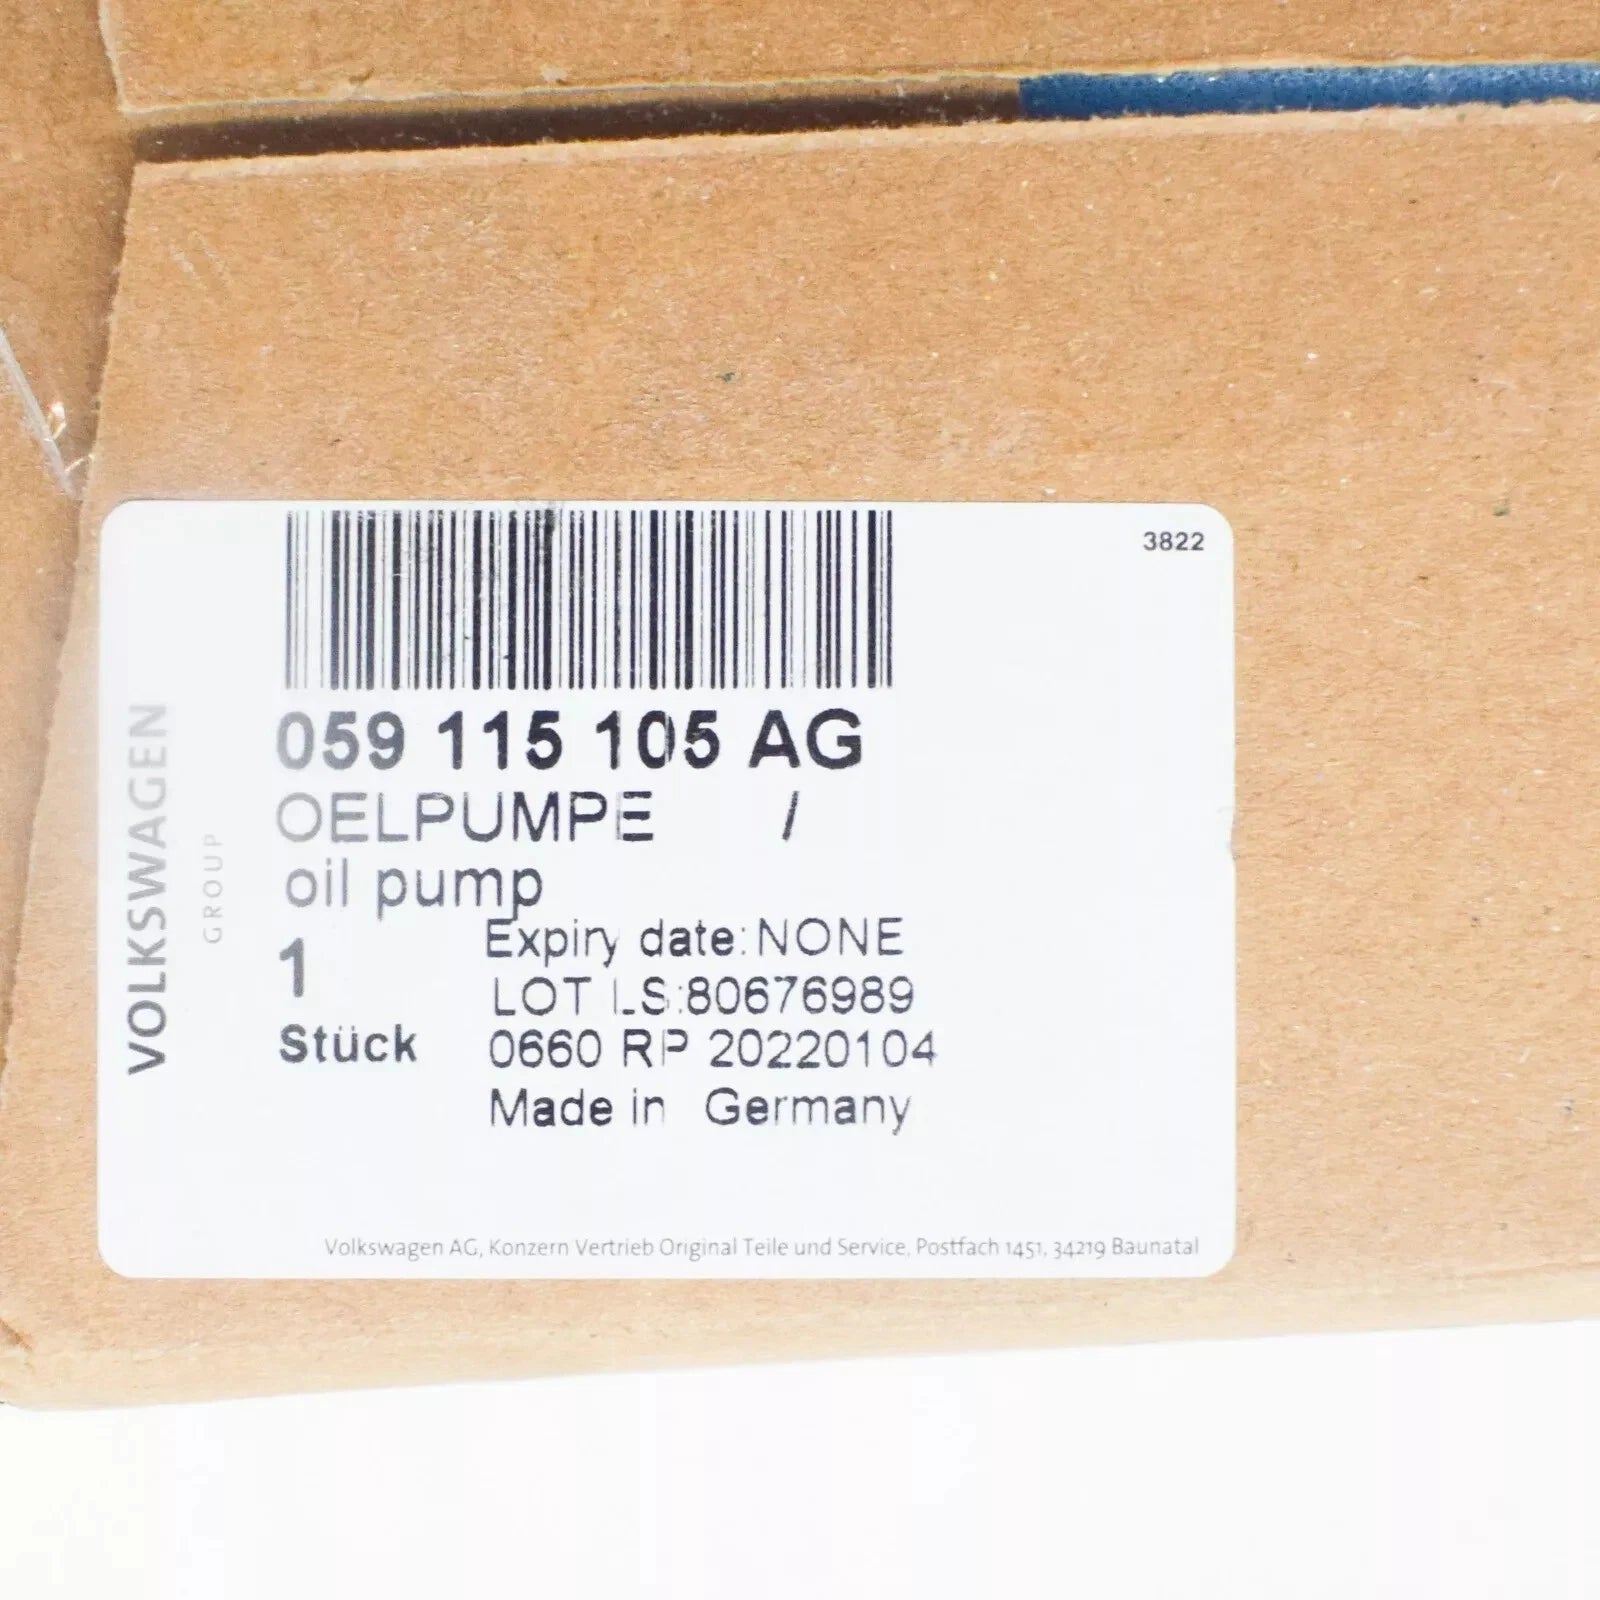 3822
059 115 105 AG
OELPUMPE /
oil pump
1
Stück
Expiry date:NONE
LOT LS:80676989
0660 RP 20220104
Made in Germany
VOLKSWAGEN
GROUP
Volkswagen AG, Konzern Vertrieb Original Teile und Service, Postfach 1451, 34219 Baunatal